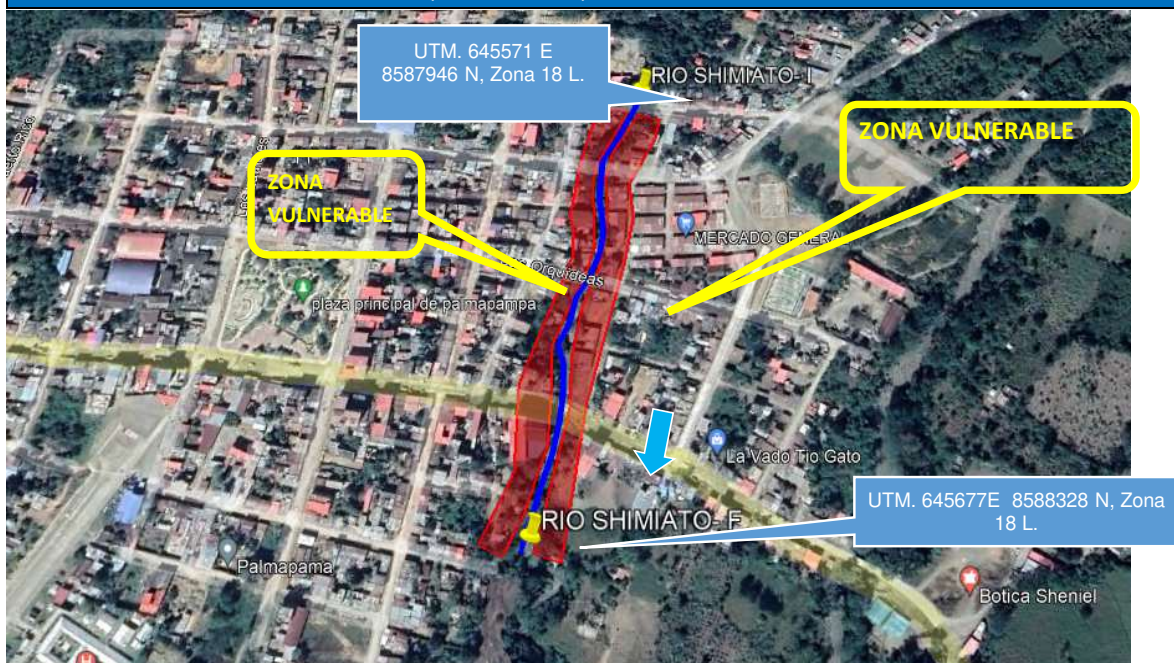 UTM. 645571 E
8587946 N, Zona 18 L.
RIO SHIMIATO- I
ZONA VULNERABLE
ZONA
VULNERABLE
MERCADO GENERAL
Orquídeas
plaza principal de palmapampa
La Vado Tio Gato
UTM. 645677E 8588328 N, Zona
18 L.
RIO SHIMIATO- F
Palmapama
Botica Sheniel
H